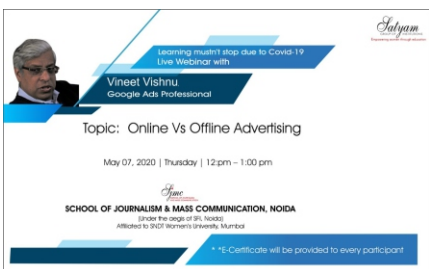 Satyam
Learning mustn't stop due to Covid-19
Live Webinar with
Vineet Vishnu
Google Ads Professional
Topic: Online Vs Offline Advertising
May 07, 2020 | Thursday | 12:pm – 1:00 pm
SCHOOL OF JOURNALISM & MASS COMMUNICATION, NOIDA
(Under the aegis of SFI, Noida)
Affiliated to SNDT Women's University, Mumbai
* *E-Certificate will be provided to every participant